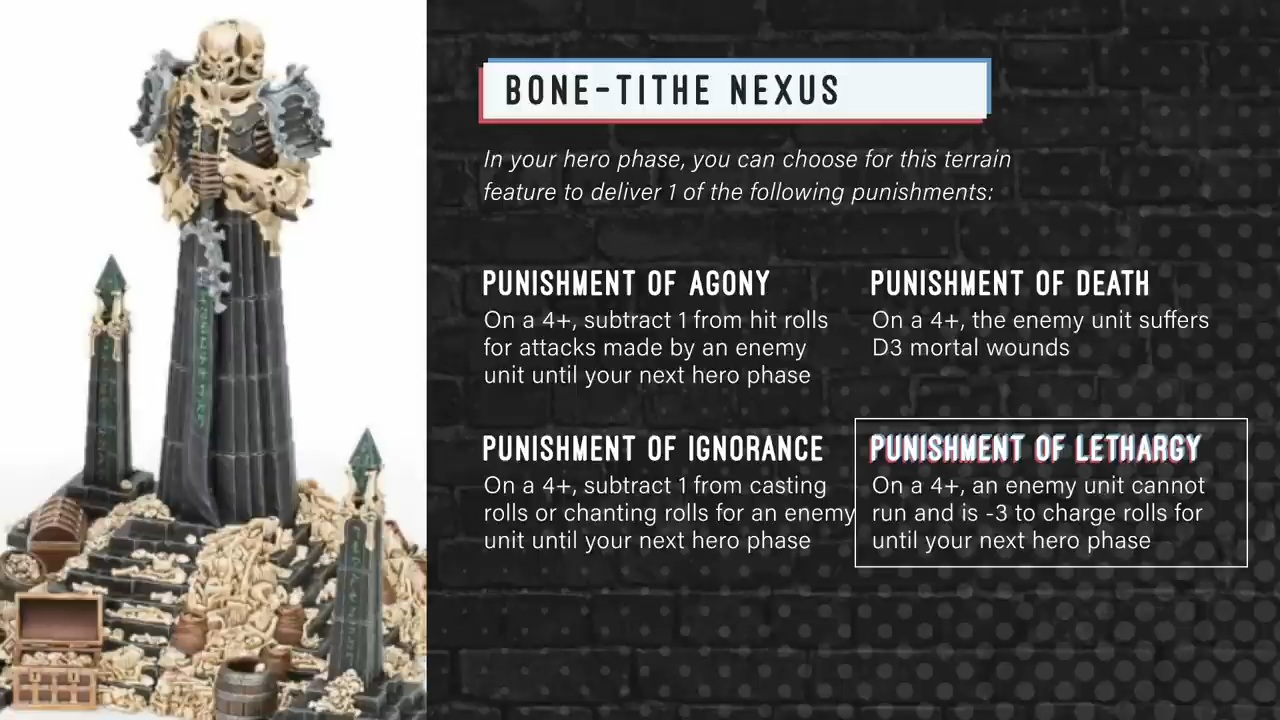 BONE-TITHE NEXUS
In your hero phase, you can choose for this terrain
feature to deliver 1 of the following punishments:
PUNISHMENT OF AGONY
On a 4+, subtract 1 from hit rolls
for attacks made by an enemy
unit until your next hero phase
PUNISHMENT OF DEATH
On a 4+, the enemy unit suffers
D3 mortal wounds
PUNISHMENT OF IGNORANCE
On a 4+, subtract 1 from casting
rolls or chanting rolls for an enemy
unit until your next hero phase
PUNISHMENT OF LETHARGY
On a 4+, an enemy unit cannot
run and is -3 to charge rolls for
until your next hero phase